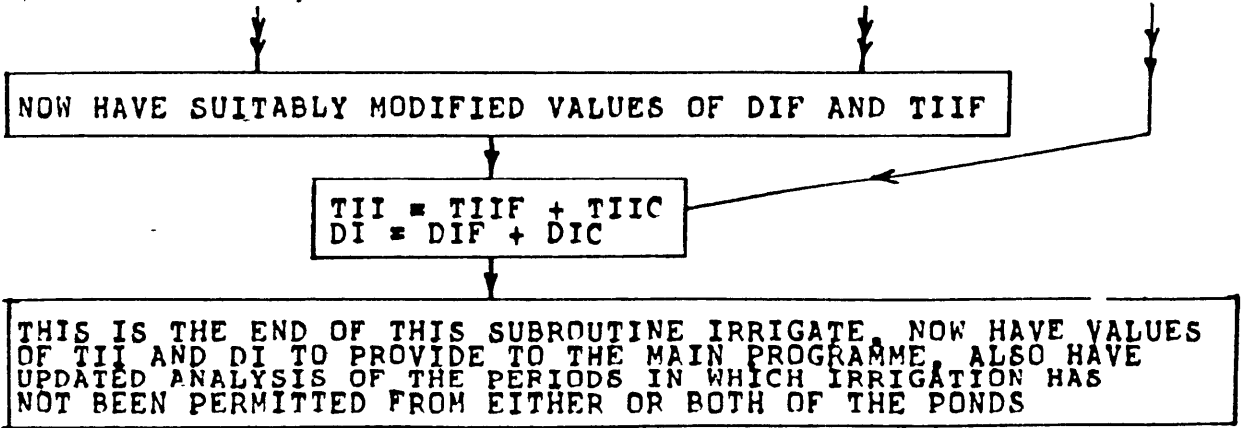 NOW HAVE SUITABLY MODIFIED VALUES OF DIF AND TIIF
TII = TIIF + TIIC
DI = DIF + DIC
THIS IS THE END OF THIS SUBROUTINE IRRIGATE. NOW HAVE VALUES
OF TII AND DI TO PROVIDE TO THE MAIN PROGRAMME. ALSO HAVE
UPDATED ANALYSIS OF THE PERIODS IN WHICH IRRIGATION HAS
NOT BEEN PERMITTED FROM EITHER OR BOTH OF THE PONDS